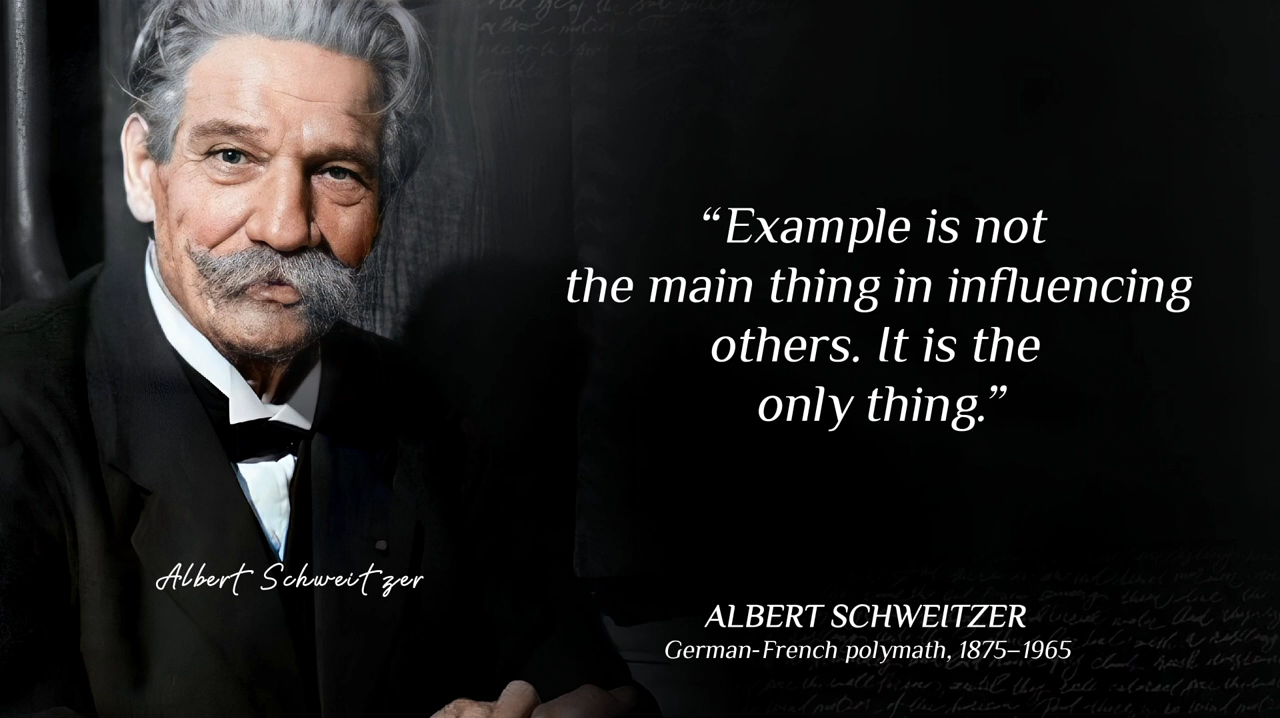 “Example is not
the main thing in influencing
others. It is the
only thing.”
Albert Schweitzer
ALBERT SCHWEITZER
German-French polymath, 1875–1965